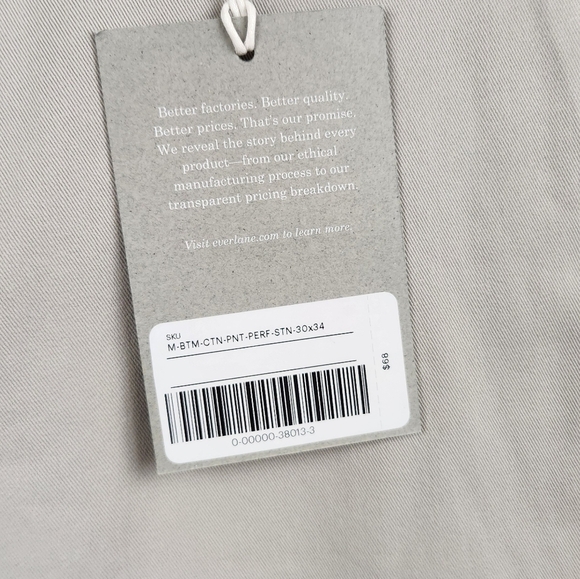 Better factories. Better quality.
Better prices. That's our promise.
We reveal the story behind every
product—from our ethical
manufacturing process to our
transparent pricing breakdown.
Visit everlane.com to learn more.
SKU
M-BTM-CTN-PNT-PERF-STN-30x34
$68
0-00000-38013-3